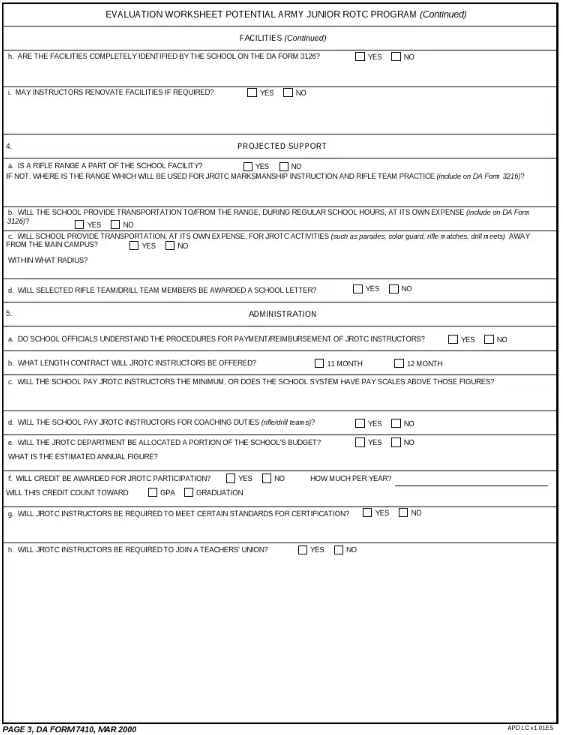 EVALUATION WORKSHEET POTENTIAL ARMY JUNIOR ROTC PROGRAM (Continued)
FACILITIES (Continued)
h. ARE THE FACILITIES COMPLETELY IDENTIFIED BY THE SCHOOL ON THE DA FORM 3126? YES NO
i. MAY INSTRUCTORS RENOVATE FACILITIES IF REQUIRED? YES NO
4. PROJECTED SUPPORT
a. IS A RIFLE RANGE A PART OF THE SCHOOL FACILITY? YES NO
IF NOT, WHERE IS THE RANGE WHICH WILL BE USED FOR JROTC MARKSMANSHIP INSTRUCTION AND RIFLE TEAM PRACTICE (include on DA Form 3216)?
b. WILL THE SCHOOL PROVIDE TRANSPORTATION TO/FROM THE RANGE, DURING REGULAR SCHOOL HOURS, AT ITS OWN EXPENSE (include on DA Form
3126)? YES NO
c. WILL SCHOOL PROVIDE TRANSPORTATION, AT ITS OWN EXPENSE, FOR JROTC ACTIVITIES (such as parades, color guard, rifle matches, drill meets) AWAY
FROM THE MAIN CAMPUS? YES NO
WITHIN WHAT RADIUS?
d. WILL SELECTED RIFLE TEAM/DRILL TEAM MEMBERS BE AWARDED A SCHOOL LETTER? YES NO
5. ADMINISTRATION
a. DO SCHOOL OFFICIALS UNDERSTAND THE PROCEDURES FOR PAYMENT/REIMBURSEMENT OF JROTC INSTRUCTORS? YES NO
b. WHAT LENGTH CONTRACT WILL JROTC INSTRUCTORS BE OFFERED? 11 MONTH 12 MONTH
c. WILL THE SCHOOL PAY JROTC INSTRUCTORS THE MINIMUM, OR DOES THE SCHOOL SYSTEM HAVE PAY SCALES ABOVE THOSE FIGURES?
d. WILL THE SCHOOL PAY JROTC INSTRUCTORS FOR COACHING DUTIES (rifle/drill teams)? YES NO
e. WILL THE JROTC DEPARTMENT BE ALLOCATED A PORTION OF THE SCHOOL'S BUDGET? YES NO
WHAT IS THE ESTIMATED ANNUAL FIGURE?
f. WILL CREDIT BE AWARDED FOR JROTC PARTICIPATION? YES NO HOW MUCH PER YEAR?
WILL THIS CREDIT COUNT TOWARD GPA GRADUATION
g. WILL JROTC INSTRUCTORS BE REQUIRED TO MEET CERTAIN STANDARDS FOR CERTIFICATION? YES NO
h. WILL JROTC INSTRUCTORS BE REQUIRED TO JOIN A TEACHERS' UNION? YES NO
PAGE 3, DA FORM 7410, MAR 2000
APD LC v1.01ES